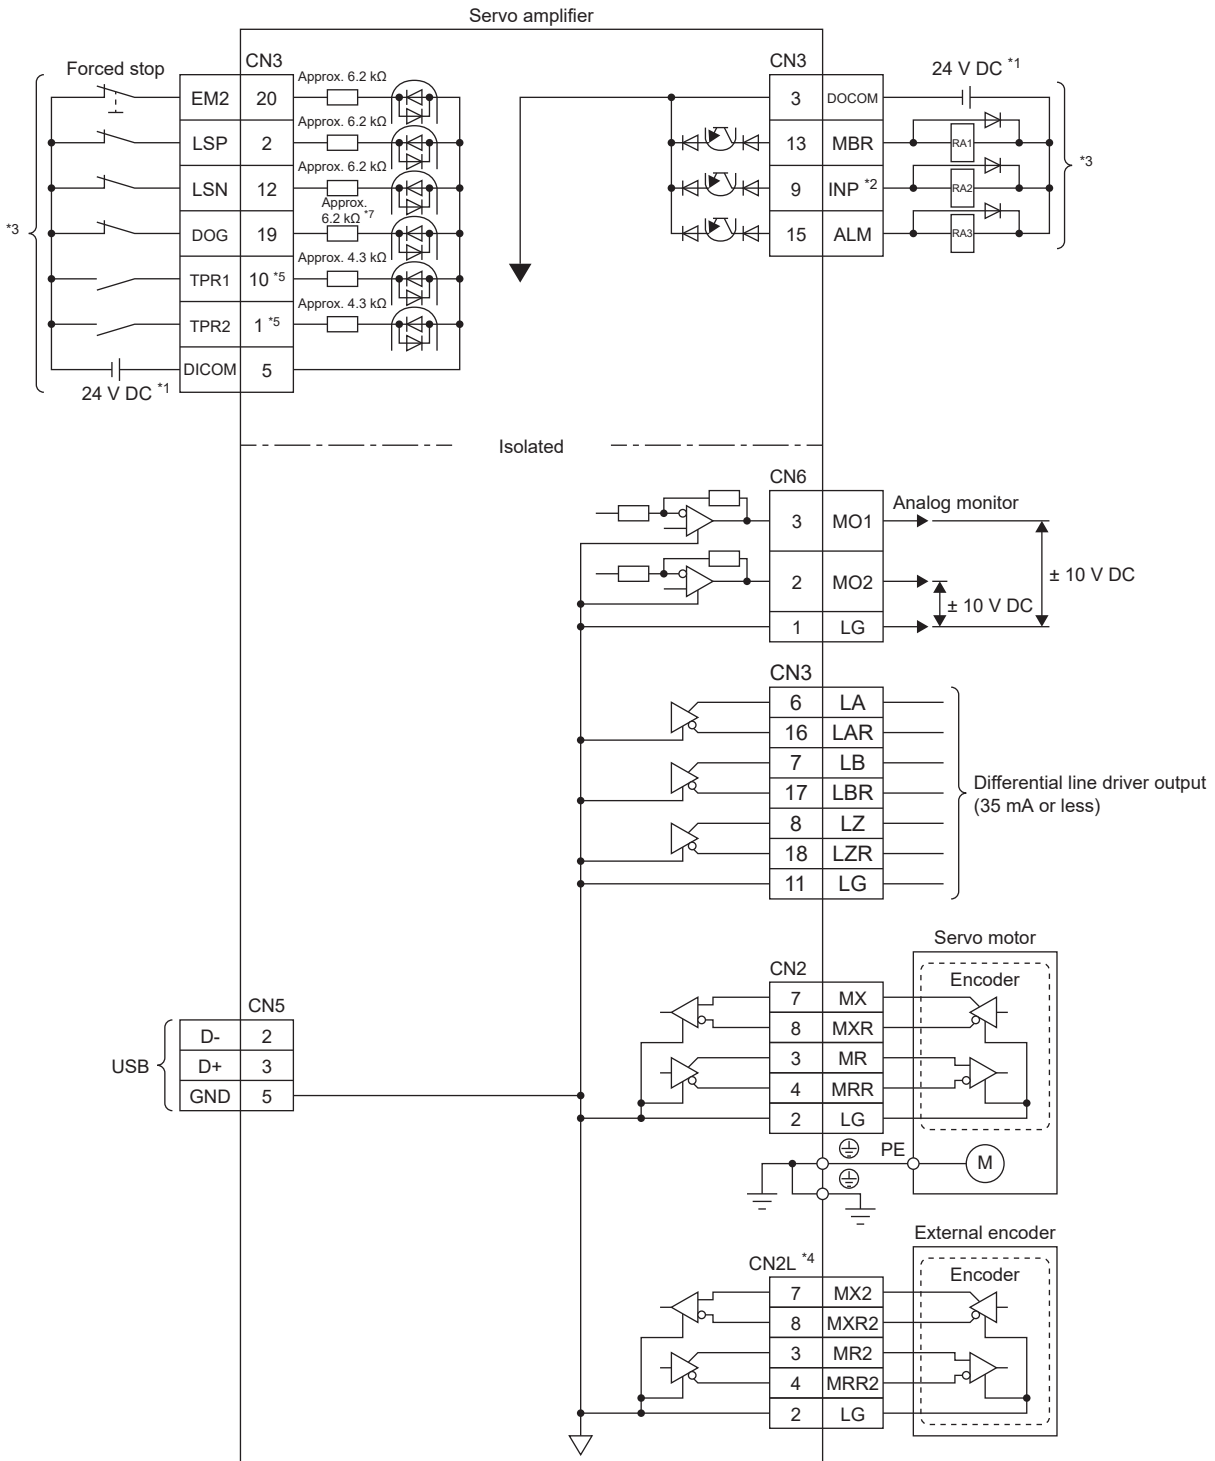 Servo amplifier
CN3
Forced stop
EM2 20 Approx. 6.2 kΩ
LSP 2 Approx. 6.2 kΩ
LSN 12 Approx. 6.2 kΩ
DOG 19 Approx.
6.2 kΩ *7
TPR1 10 *5 Approx. 4.3 kΩ
TPR2 1 *5 Approx. 4.3 kΩ
DICOM 5
24 V DC *1
*3
CN3
24 V DC *1
3 DOCOM
13 MBR RA1
9 INP *2 RA2
15 ALM RA3
*3
Isolated
CN6
Analog monitor
3 MO1
2 MO2
1 LG
± 10 V DC
± 10 V DC
CN3
6 LA
16 LAR
7 LB
17 LBR
8 LZ
18 LZR
11 LG
Differential line driver output
(35 mA or less)
Servo motor
Encoder
CN2
7 MX
8 MXR
3 MR
4 MRR
2 LG
PE
M
CN5
USB
D- 2
D+ 3
GND 5
External encoder
Encoder
CN2L *4
7 MX2
8 MXR2
3 MR2
4 MRR2
2 LG